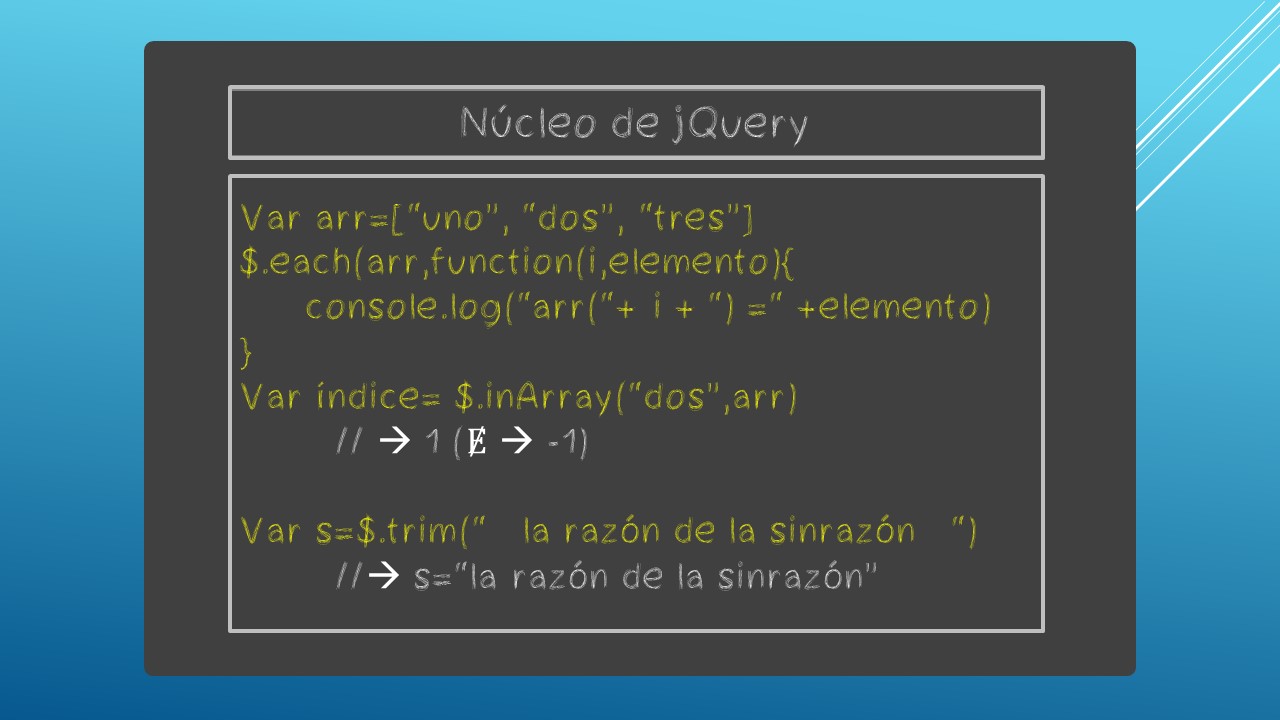 Núcleo de jQuery
Var arr=["uno", "dos", "tres"]
$.each(arr,function(i,elemento){
console.log("arr("+ i + ") =" +elemento)
}
Var índice= $.inArray("dos",arr)
// → 1 (∄ → -1)
Var s=$.trim("   la razón de la sinrazón   ")
//→ s="la razón de la sinrazón"